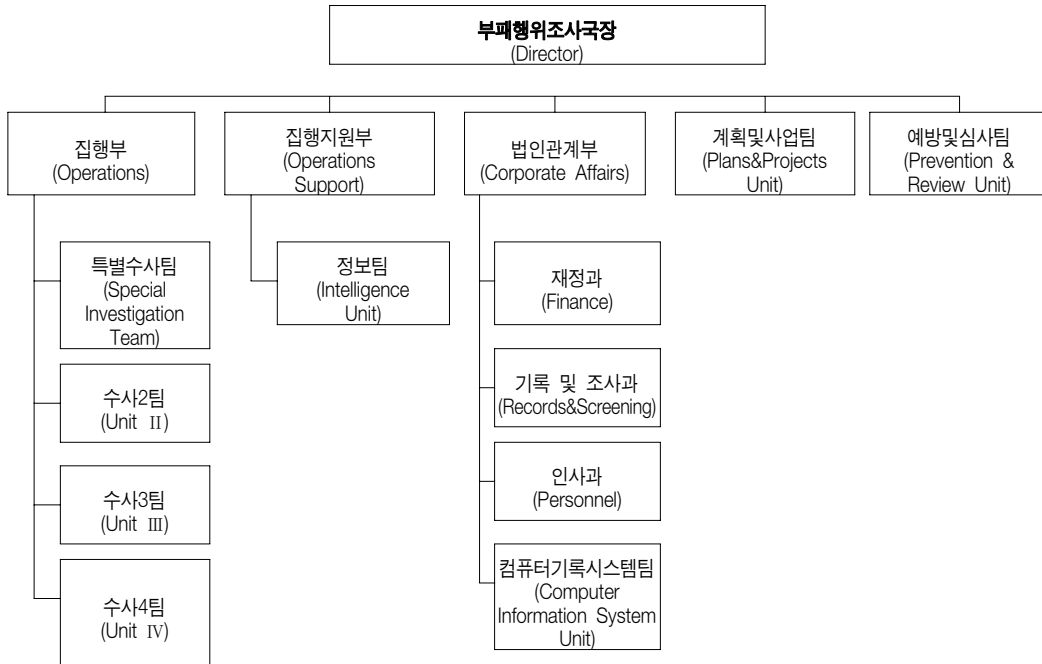 부패행위조사국장
(Director)
집행부
(Operations)
집행지원부
(Operations
Support)
법인관계부
(Corporate Affairs)
계획및사업팀
(Plans&Projects
Unit)
예방및심사팀
(Prevention &
Review Unit)
특별수사팀
(Special
Investigation
Team)
수사2팀
(Unit Ⅱ)
수사3팀
(Unit Ⅲ)
수사4팀
(Unit Ⅳ)
정보팀
(Intelligence
Unit)
재정과
(Finance)
기록 및 조사과
(Records&Screening)
인사과
(Personnel)
컴퓨터기록시스템팀
(Computer
Information System
Unit)